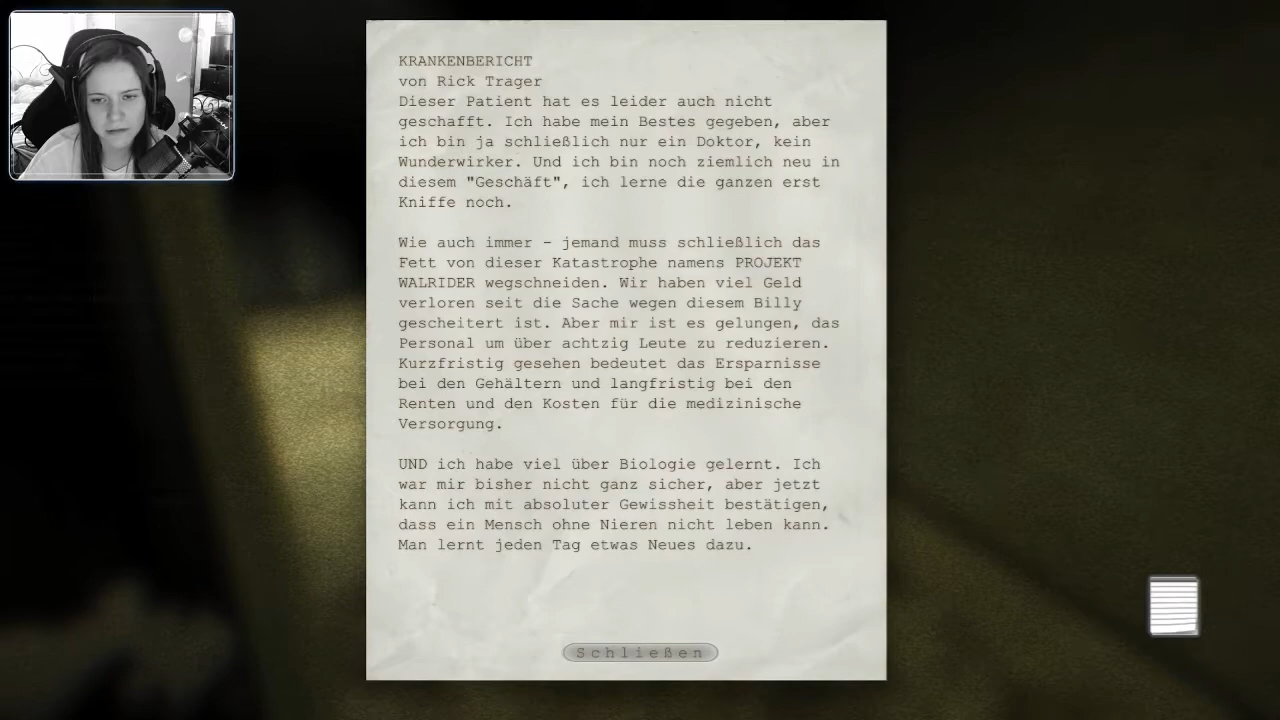 KRANKENBERICHT
von Rick Trager
Dieser Patient hat es leider auch nicht
geschafft. Ich habe mein Bestes gegeben, aber
ich bin ja schließlich nur ein Doktor, kein
Wunderwirker. Und ich bin noch ziemlich neu in
diesem "Geschäft", ich lerne die ganzen erst
Kniffe noch.
Wie auch immer – jemand muss schließlich das
Fett von dieser Katastrophe namens PROJEKT
WALRIDER wegschneiden. Wir haben viel Geld
verloren seit die Sache wegen diesem Billy
gescheitert ist. Aber mir ist es gelungen, das
Personal um über achtzig Leute zu reduzieren.
Kurzfristig gesehen bedeutet das Ersparnisse
bei den Gehältern und langfristig bei den
Renten und den Kosten für die medizinische
Versorgung.
UND ich habe viel über Biologie gelernt. Ich
war mir bisher nicht ganz sicher, aber jetzt
kann ich mit absoluter Gewissheit bestätigen,
dass ein Mensch ohne Nieren nicht leben kann.
Man lernt jeden Tag etwas Neues dazu.
Schließen